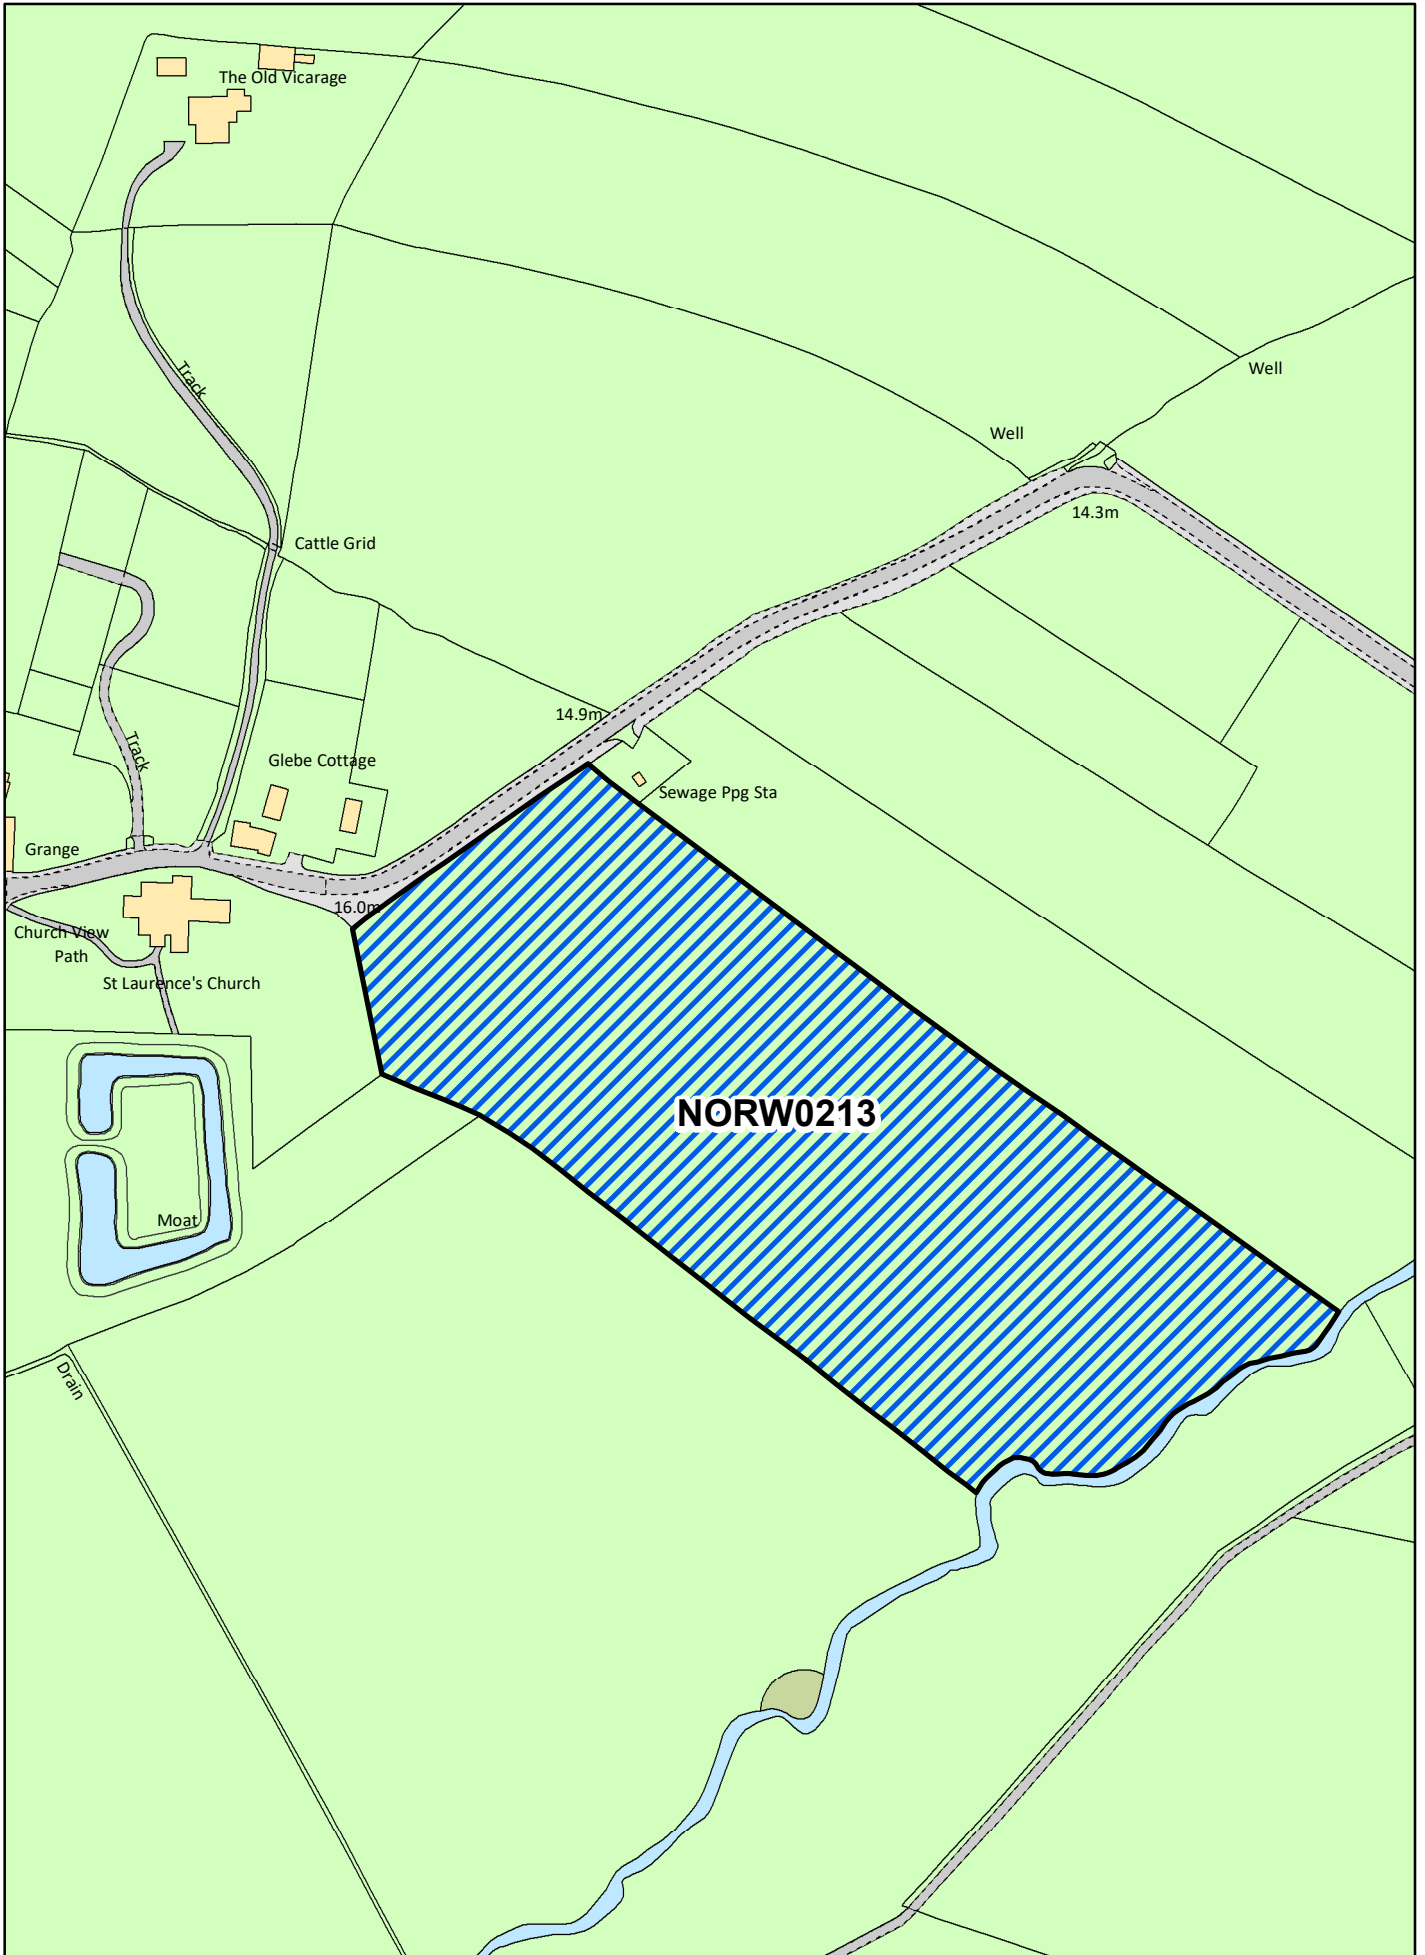 The Old Vicarage
Track
Well
Well
14.3m
Cattle Grid
14.9m
Track
Glebe Cottage
Sewage Ppg Sta
Grange
16.0m
Church View
Path
St Laurence's Church
NORW0213
Moat
Drain